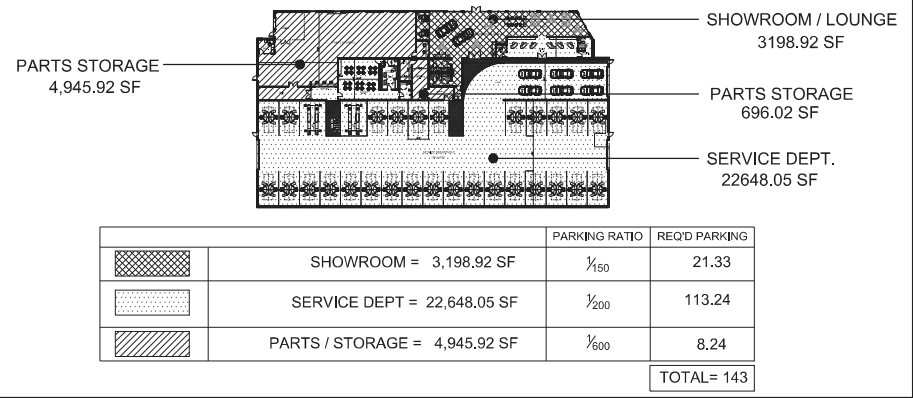 SHOWROOM / LOUNGE
3198.92 SF
PARTS STORAGE
4,945.92 SF
PARTS STORAGE
696.02 SF
SERVICE DEPT.
22648.05 SF
PARKING RATIO REQ'D PARKING
SHOWROOM = 3,198.92 SF 1/150 21.33
SERVICE DEPT = 22,648.05 SF 1/200 113.24
PARTS / STORAGE = 4,945.92 SF 1/600 8.24
TOTAL= 143